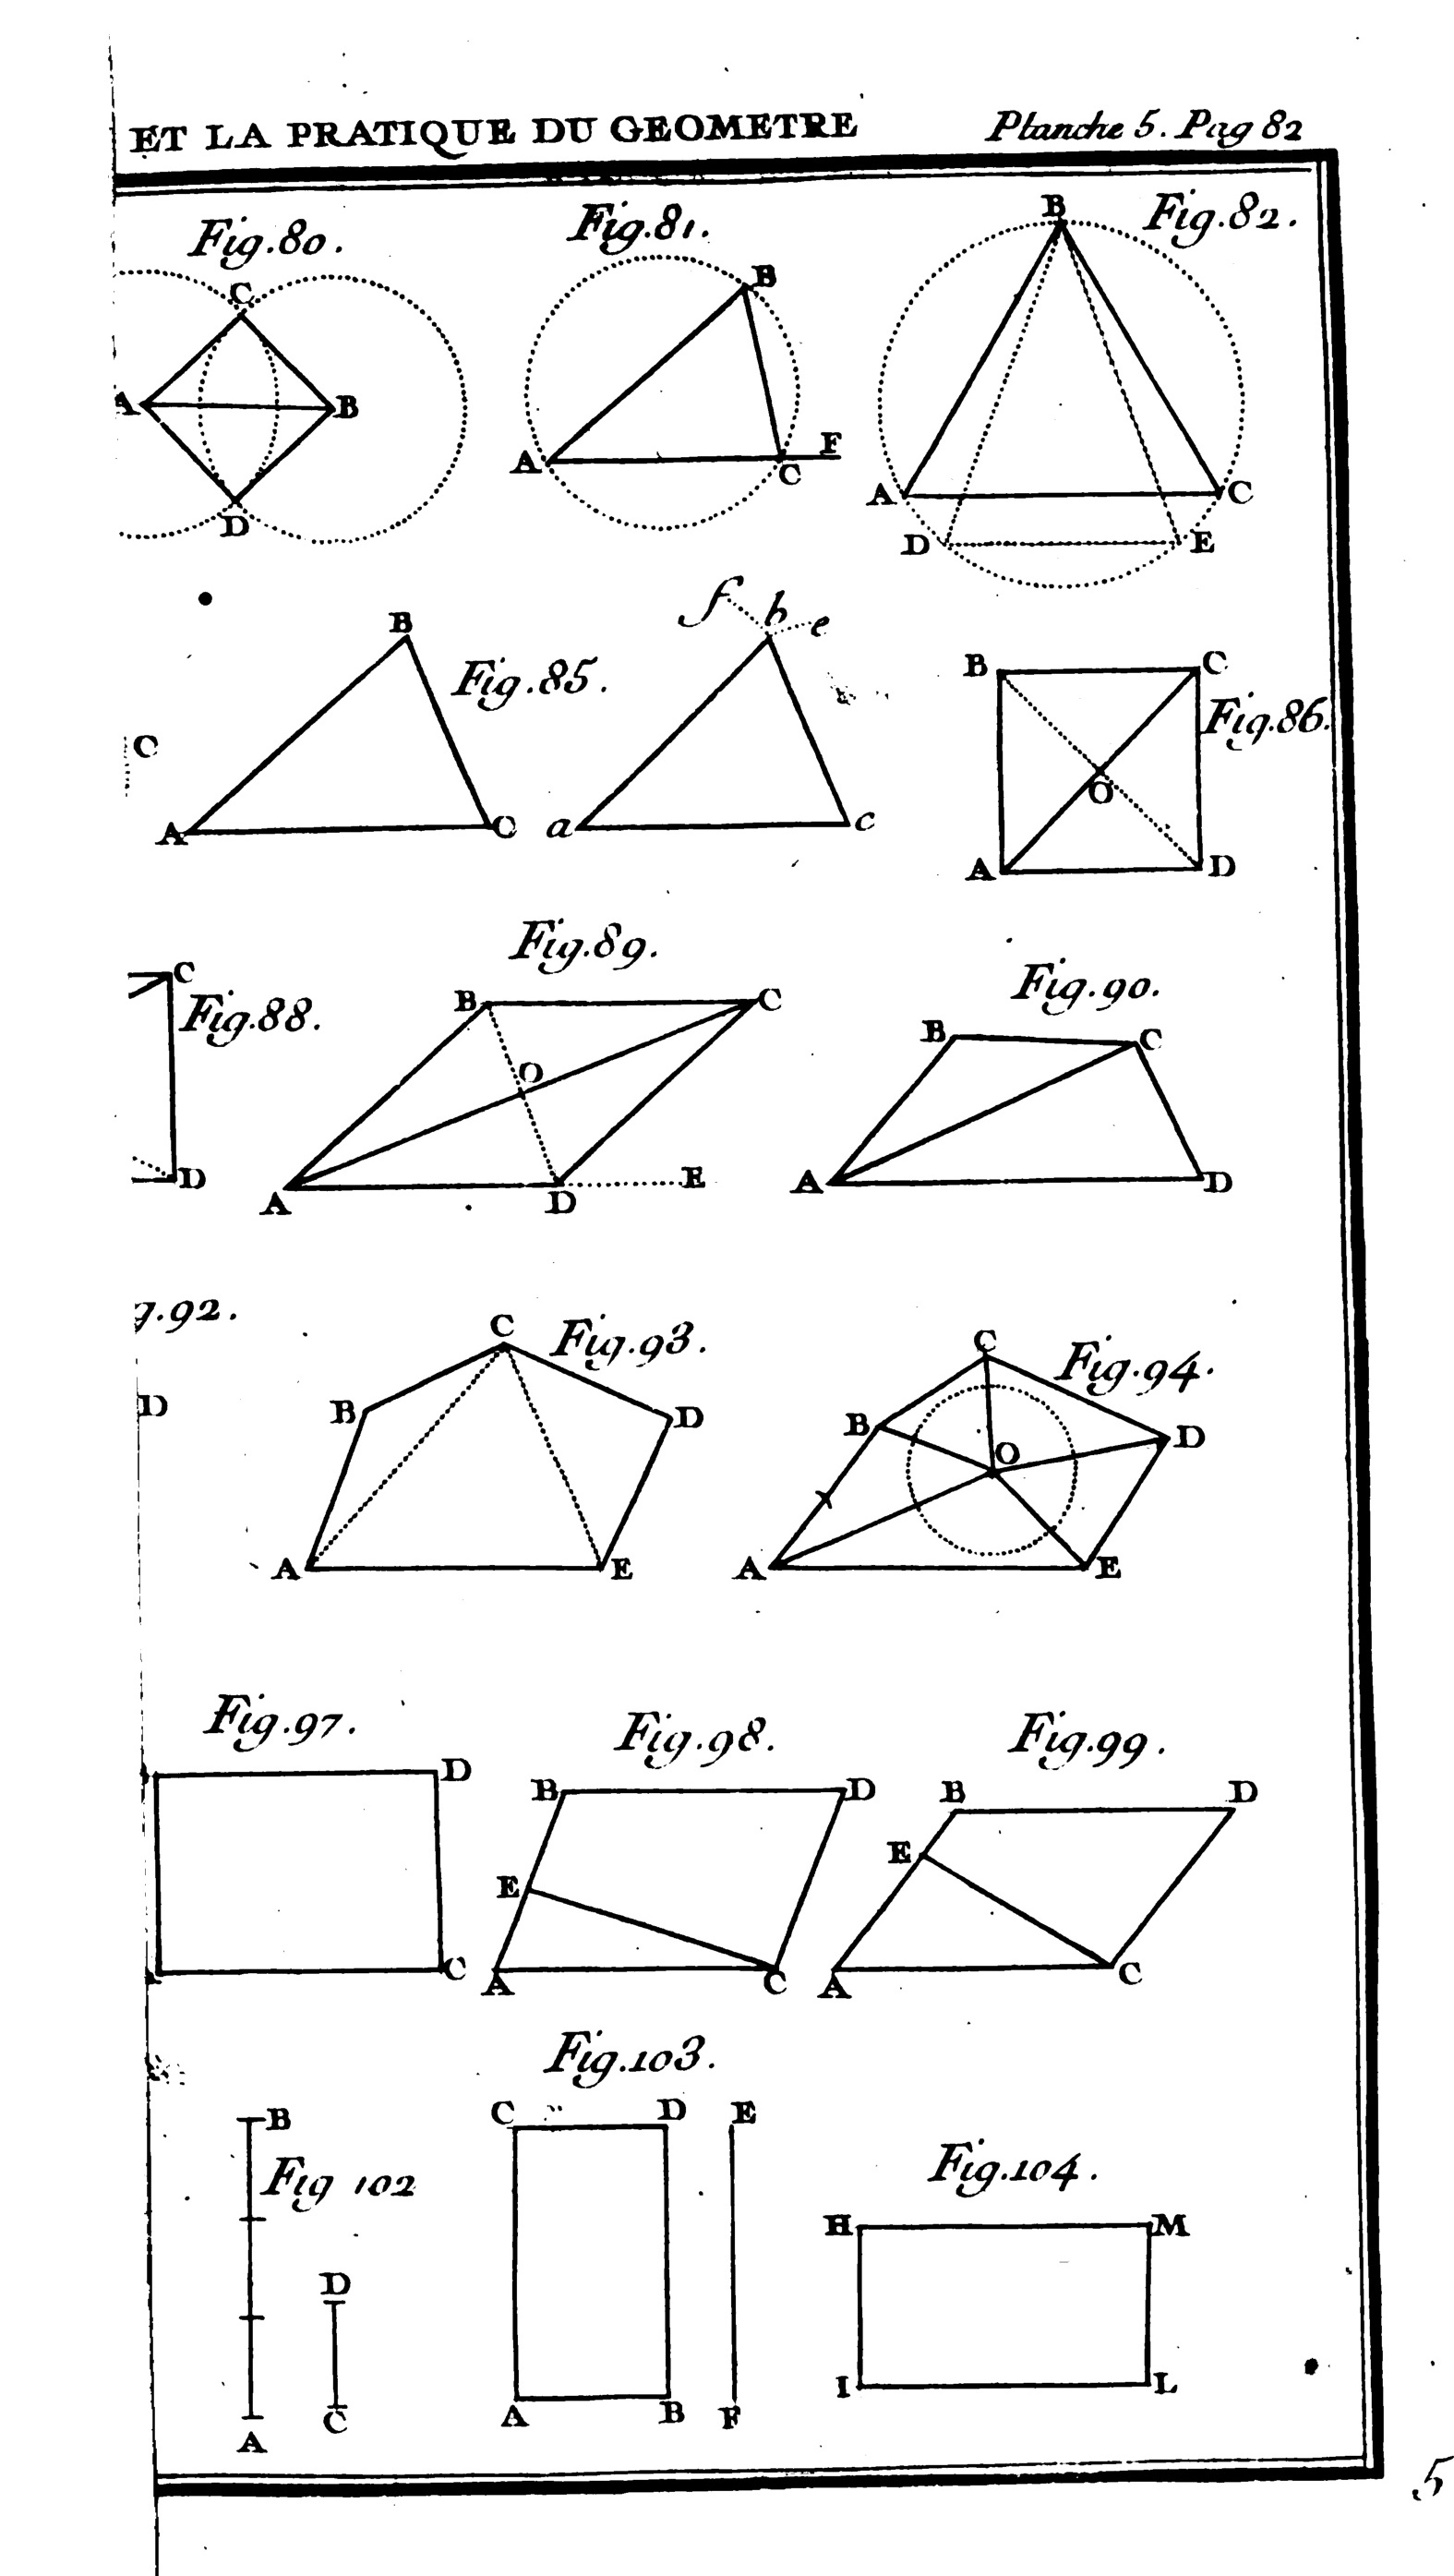 ET LA PRATIQUE DU GEOMETRE Planche 5. Pag 82
Fig.80. Fig.81. Fig.82.
C
A B
D
B
A C F
B
A C
D E
B
Fig.85.
A C
f b e
a c
B C
Fig.86.
O
A D
C
C
Fig.88.
D
Fig.89.
B C
O
A D E
Fig.90.
B C
A D
g.92.
D
C
Fig.93.
B D
A E
C
Fig.94.
B D
O
A E
Fig.97.
D
C
Fig.98.
B D
E
A C
Fig.99.
B D
E
A C
B
Fig 102
D
A C
Fig.103.
C D E
A B F
Fig.104.
H M
I L
5